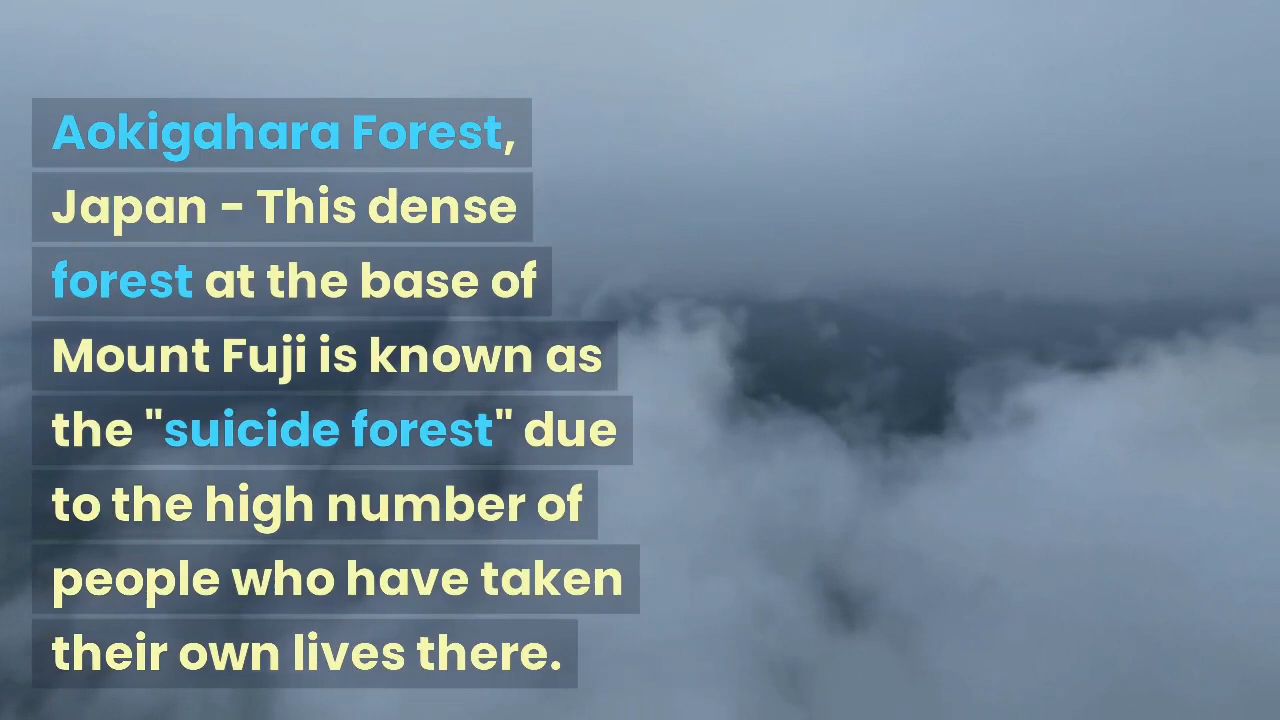 Aokigahara Forest,
Japan - This dense
forest at the base of
Mount Fuji is known as
the "suicide forest" due
to the high number of
people who have taken
their own lives there.